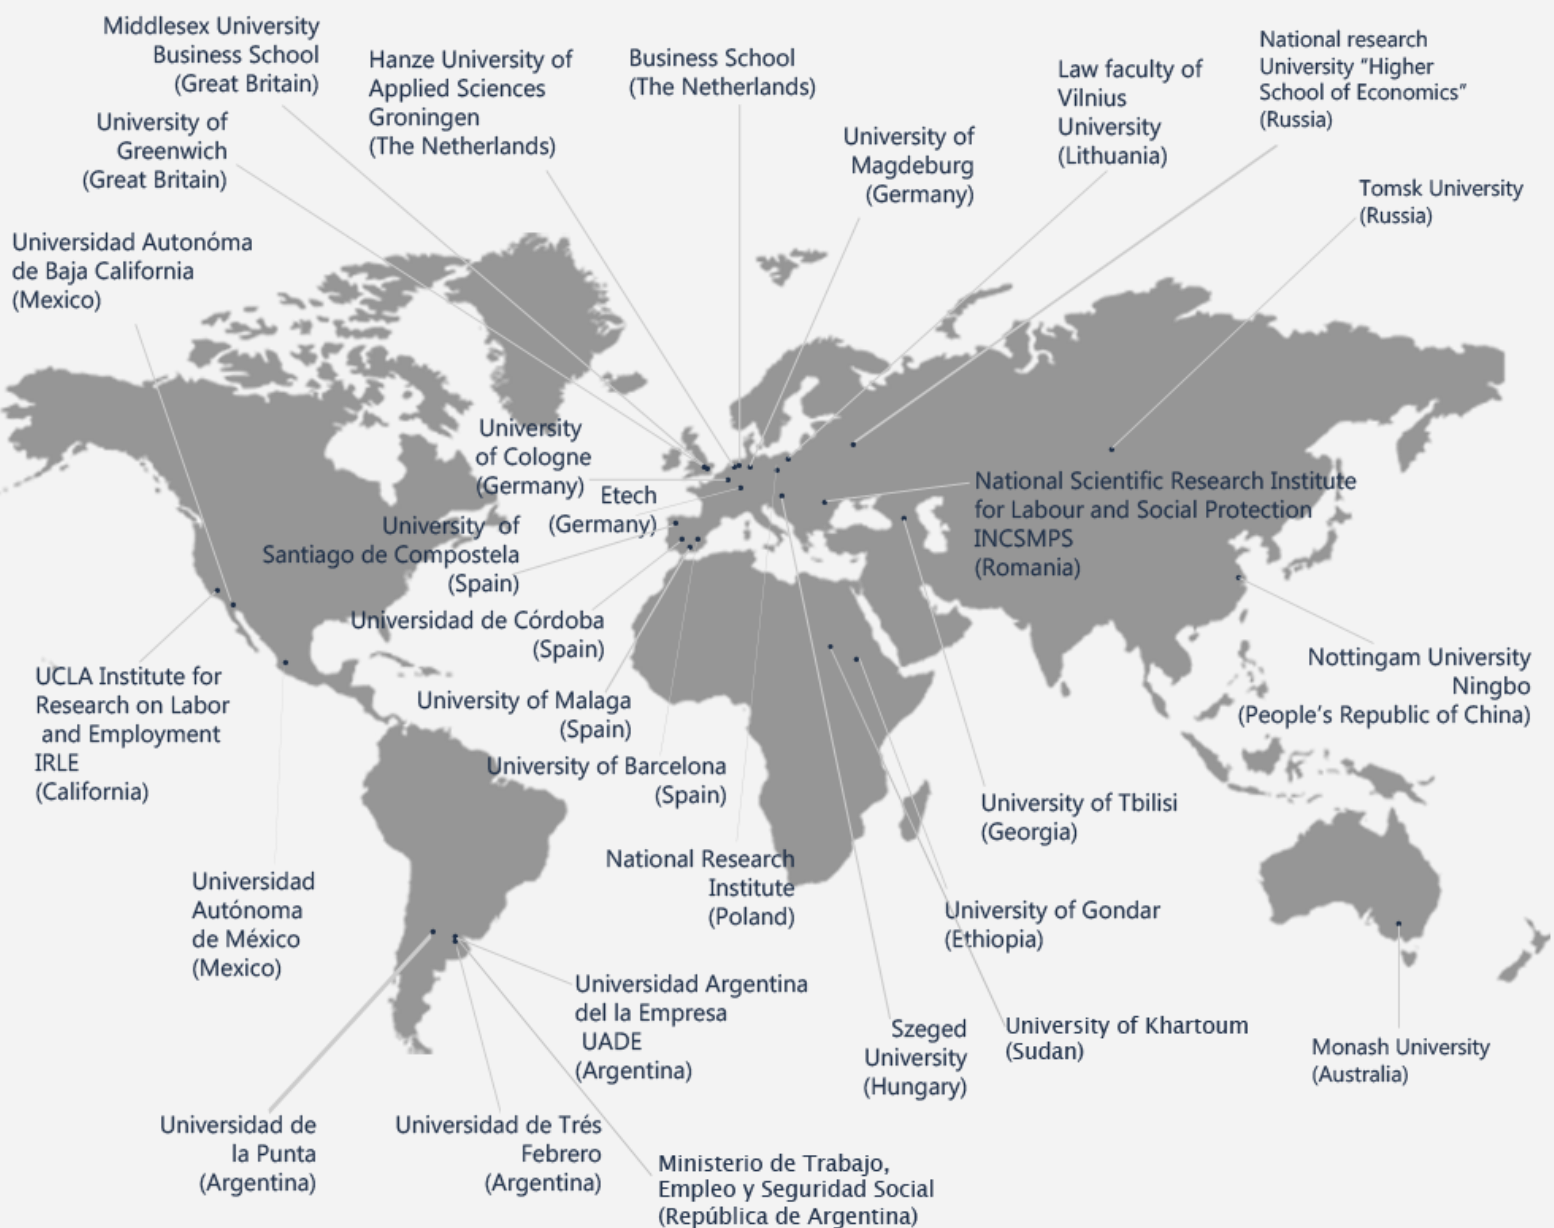 Middlesex University
Business School
(Great Britain)
University of
Greenwich
(Great Britain)
Hanze University of
Applied Sciences
Groningen
(The Netherlands)
Business School
(The Netherlands)
University of
Magdeburg
(Germany)
Law faculty of
Vilnius
University
(Lithuania)
National research
University “Higher
School of Economics”
(Russia)
Tomsk University
(Russia)
Universidad Autonóma
de Baja California
(Mexico)
University
of Cologne
(Germany)
Etech
(Germany)
University of
Santiago de Compostela
(Spain)
Universidad de Córdoba
(Spain)
University of Malaga
(Spain)
University of Barcelona
(Spain)
National Research
Institute
(Poland)
National Scientific Research Institute
for Labour and Social Protection
INCSMPS
(Romania)
Nottingam University
Ningbo
(People’s Republic of China)
UCLA Institute for
Research on Labor
and Employment
IRLE
(California)
University of Tbilisi
(Georgia)
Universidad
Autónoma
de México
(Mexico)
University of Gondar
(Ethiopia)
Universidad Argentina
del la Empresa
UADE
(Argentina)
Szeged
University
(Hungary)
University of Khartoum
(Sudan)
Monash University
(Australia)
Universidad de
la Punta
(Argentina)
Universidad de Trés
Febrero
(Argentina)
Ministerio de Trabajo,
Empleo y Seguridad Social
(República de Argentina)